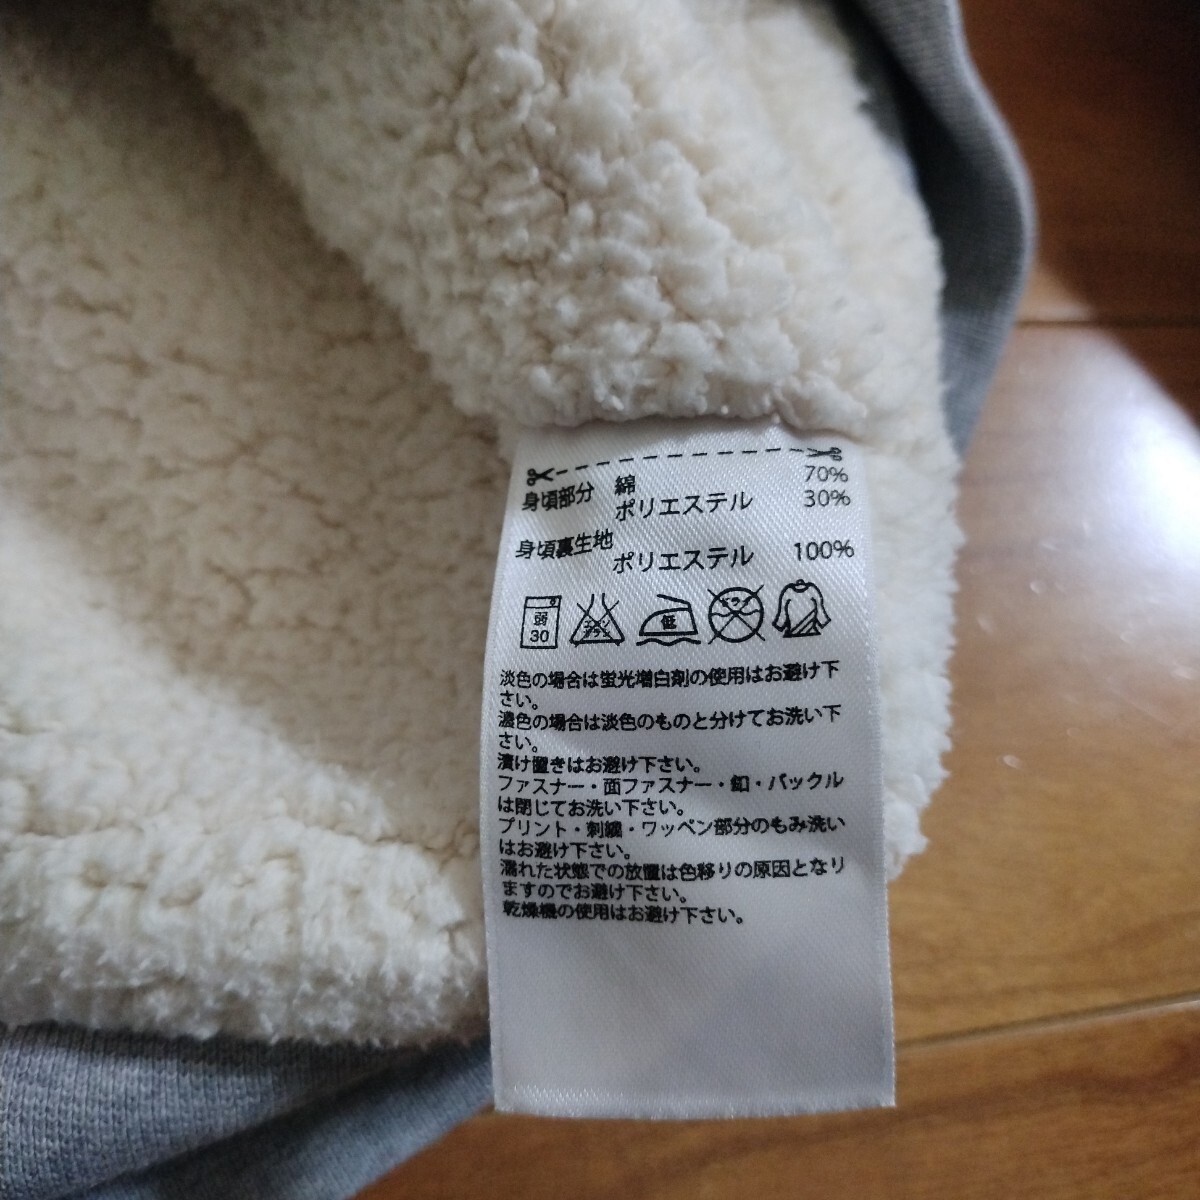 身頃部分 綿 70%
ポリエステル 30%
身頃裏生地
ポリエステル 100%
弱 30 エンソ サラシ 低 ドライ
淡色の場合は蛍光増白剤の使用はお避け下
さい。
濃色の場合は淡色のものと分けてお洗い下
さい。
漬け置きはお避け下さい。
ファスナー・面ファスナー・釦・バックル
は閉じてお洗い下さい。
プリント・刺繍・ワッペン部分のもみ洗い
はお避け下さい。
濡れた状態での放置は色移りの原因となり
ますのでお避け下さい。
乾燥機の使用はお避け下さい。